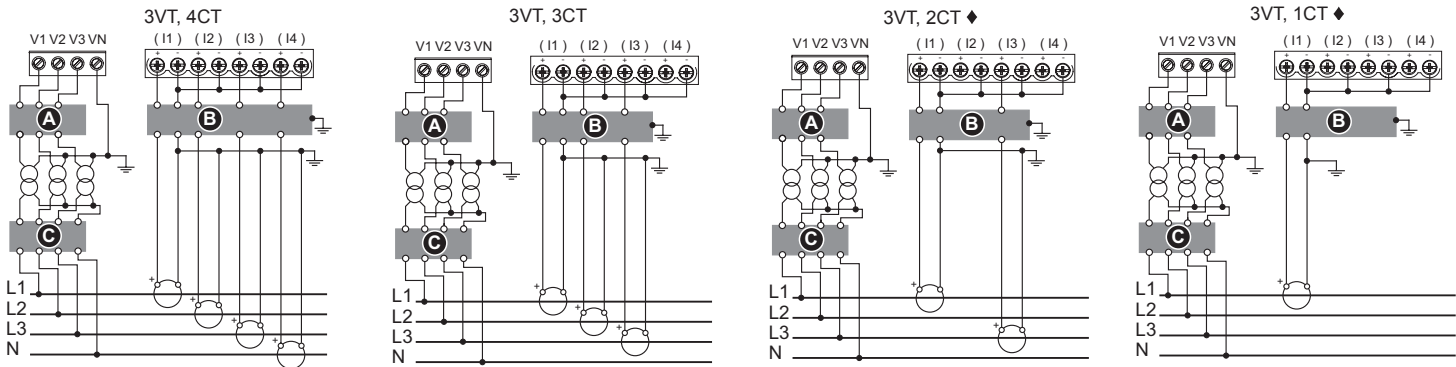 3VT, 4CT
V1 V2 V3 VN
( I1 ) ( I2 ) ( I3 ) ( I4 )
+ - + - + - + -
A
B
C
+
+
+
+
L1
L2
L3
N
3VT, 3CT
V1 V2 V3 VN
( I1 ) ( I2 ) ( I3 ) ( I4 )
+ - + - + - + -
A
B
C
+
+
+
L1
L2
L3
N
3VT, 2CT ♦
V1 V2 V3 VN
( I1 ) ( I2 ) ( I3 ) ( I4 )
+ - + - + - + -
A
B
C
+
+
L1
L2
L3
N
3VT, 1CT ♦
V1 V2 V3 VN
( I1 ) ( I2 ) ( I3 ) ( I4 )
+ - + - + - + -
A
B
C
+
L1
L2
L3
N